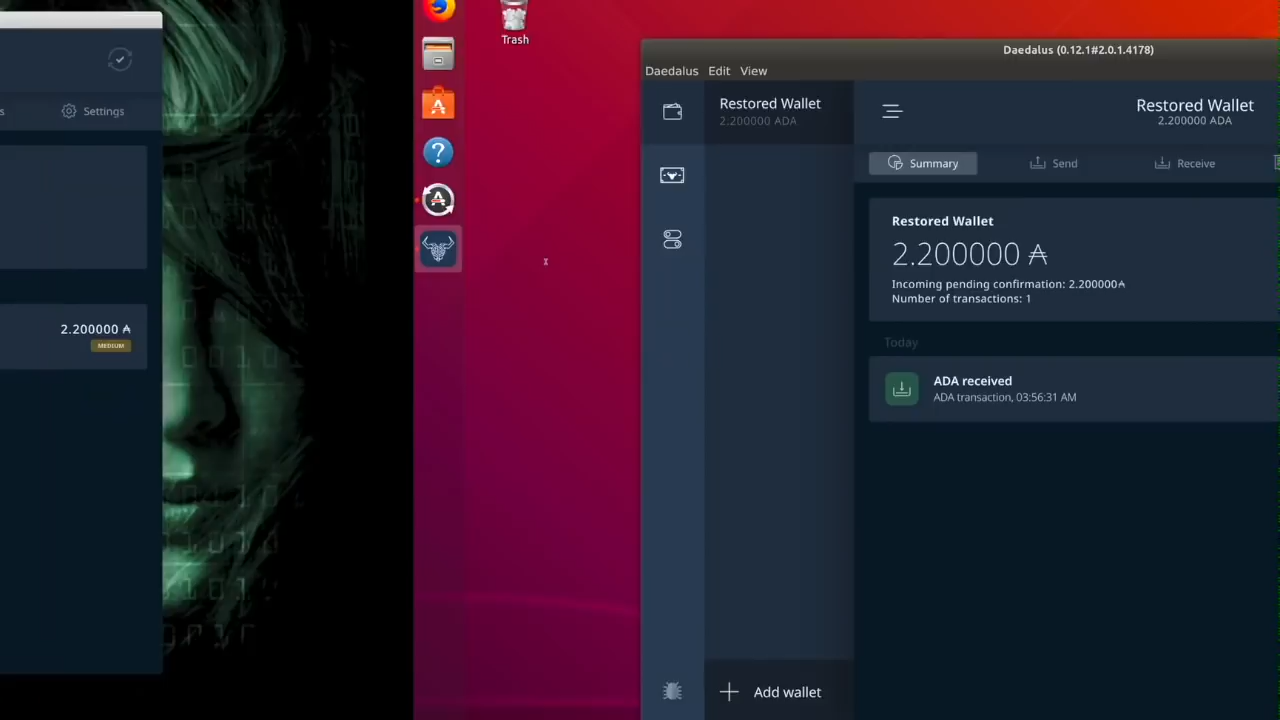 s
Settings
2.200000 ₳
MEDIUM
Trash
Daedalus (0.12.1#2.0.1.4178)
Daedalus Edit View
Restored Wallet
2.200000 ADA
Restored Wallet
2.200000 ADA
Summary
Send
Receive
Restored Wallet
2.200000 ₳
Incoming pending confirmation: 2.200000₳
Number of transactions: 1
Today
ADA received
ADA transaction, 03:56:31 AM
Add wallet